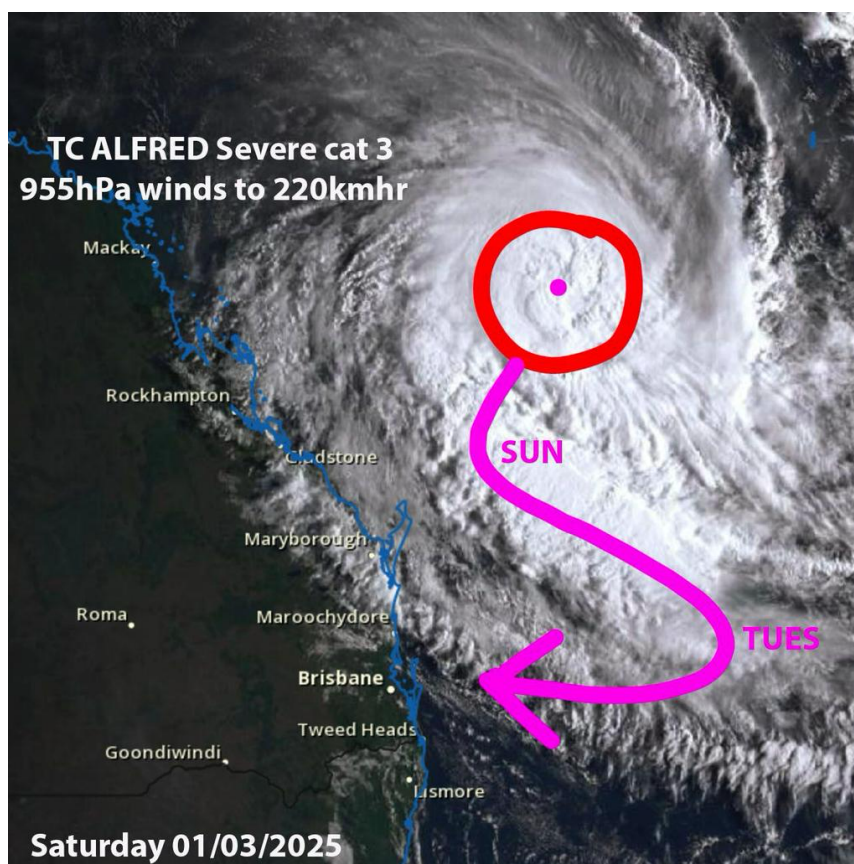 TC ALFRED Severe cat 3
955hPa winds to 220kmhr
Mackay
Rockhampton
SUN
Gladstone
Maryborough
Roma
Maroochydore
TUES
Brisbane
Tweed Heads
Goondiwindi
Lismore
Saturday 01/03/2025